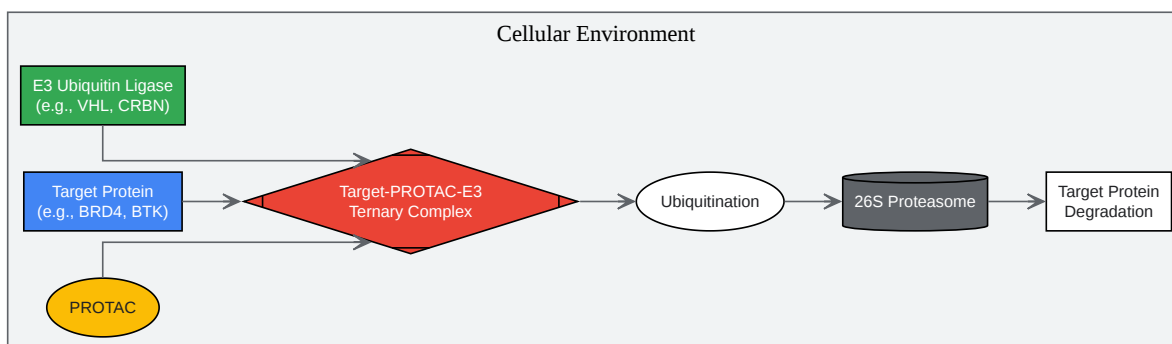 Cellular Environment
E3 Ubiquitin Ligase
(e.g., VHL, CRBN)
Target Protein
(e.g., BRD4, BTK)
PROTAC
Target-PROTAC-E3
Ternary Complex
Ubiquitination
26S Proteasome
Target Protein
Degradation